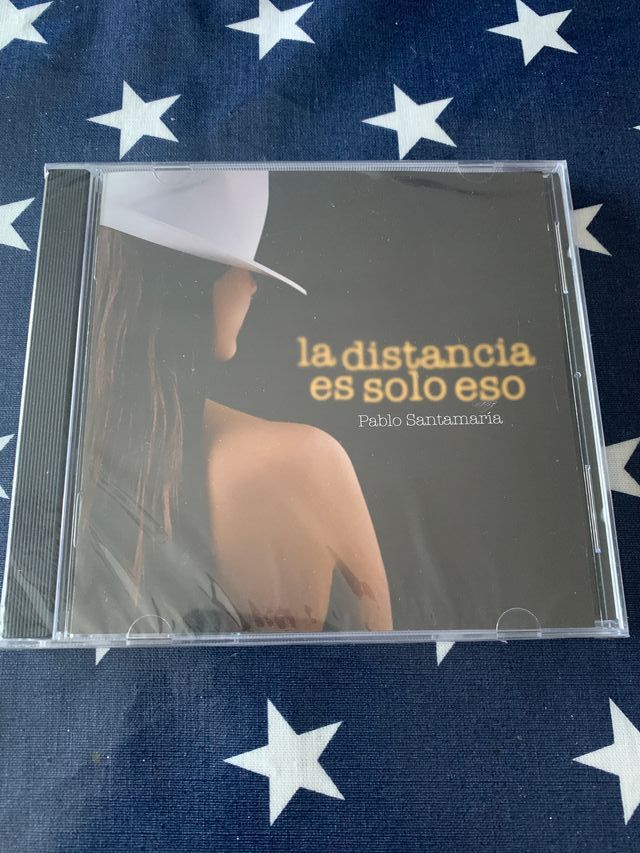 la distancia
es solo eso
Pablo Santamaría